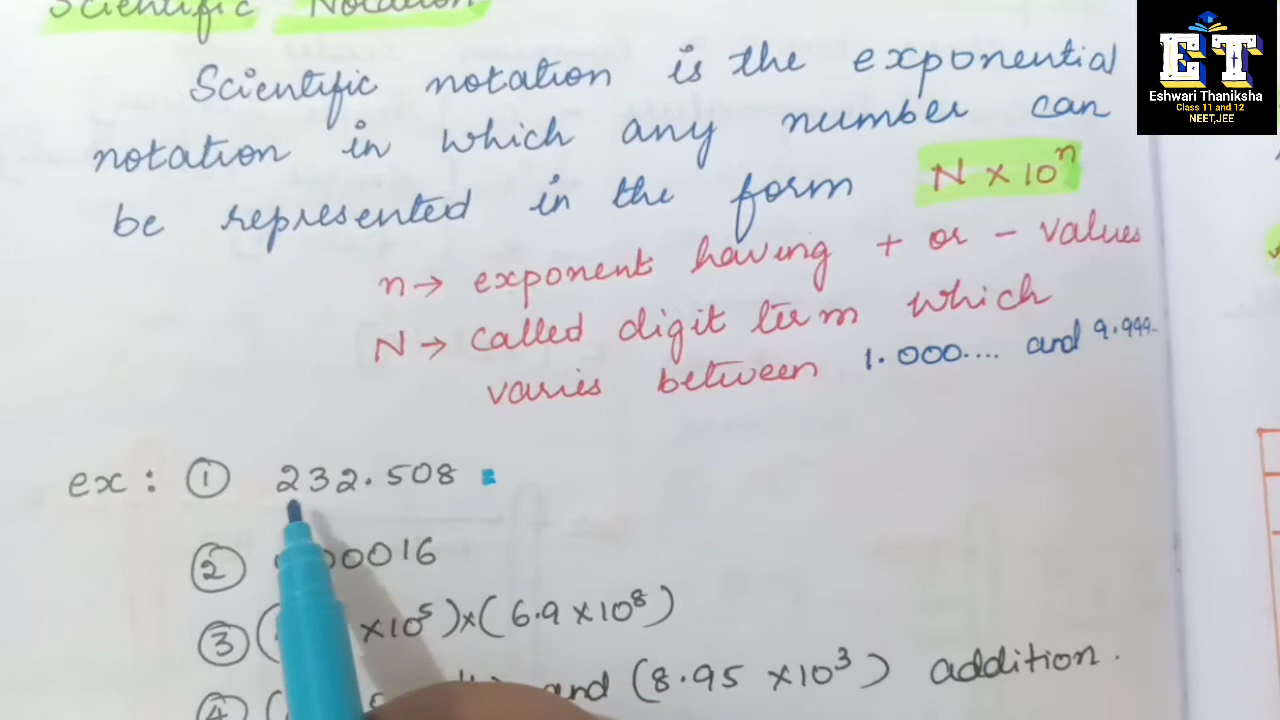 Scientific Notation
Scientific notation is the exponential
notation in which any number can
be represented in the form N × 10ⁿ
n → exponent having + or - values
N → called digit term which
varies between 1.000.... and 9.999..
ex : ① 232.508 =
② 00016
③ ( ×10⁵)×(6.9 ×10⁸)
④ ( and (8.95 ×10³) addition.
ET
Eshwari Thaniksha
Class 11 and 12
NEET,JEE